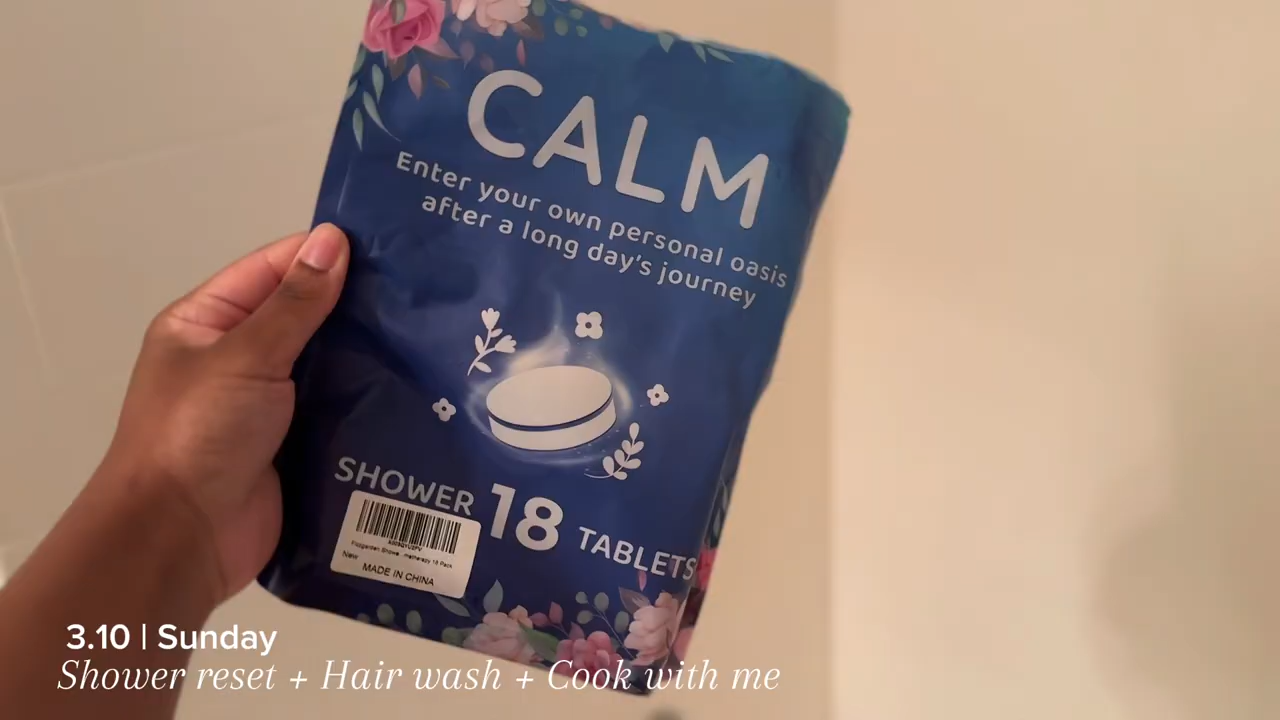 CALM
Enter your own personal oasis
after a long day's journey
SHOWER 18 TABLETS
New
MADE IN CHINA
3.10 | Sunday
Shower reset + Hair wash + Cook with me